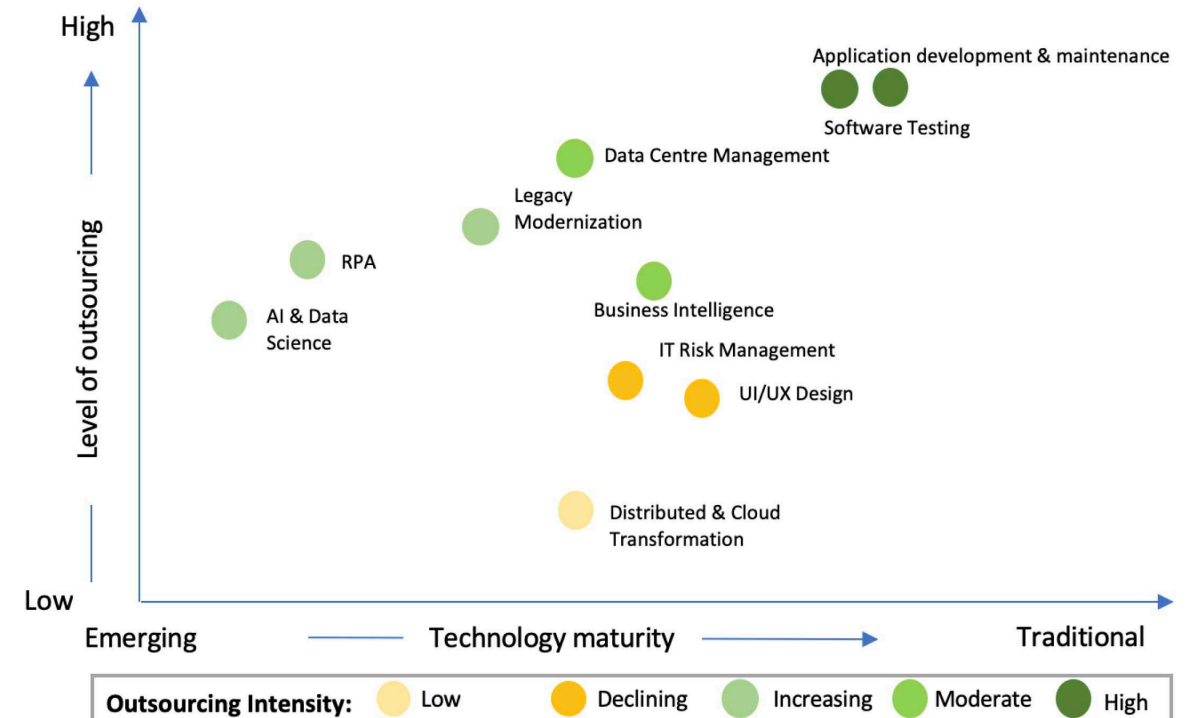 High
Application development & maintenance
Software Testing
Data Centre Management
Legacy
Modernization
RPA
Business Intelligence
AI & Data
Science
IT Risk Management
UI/UX Design
Distributed & Cloud
Transformation
Level of outsourcing
Low
Emerging
Technology maturity
Traditional
Outsourcing Intensity:
Low
Declining
Increasing
Moderate
High